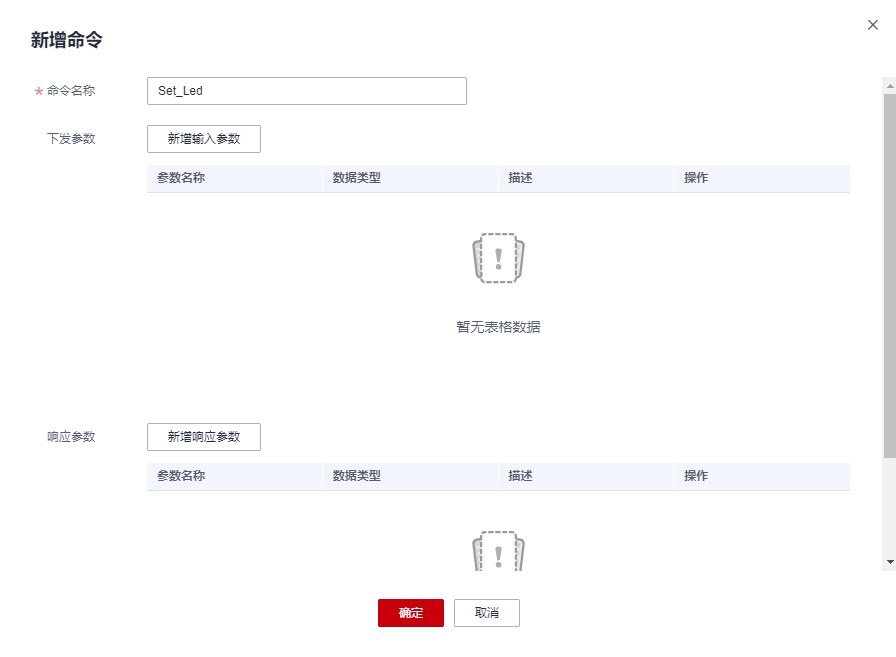 新增命令
* 命令名称 Set_Led
下发参数 新增输入参数
参数名称 数据类型 描述 操作
暂无表格数据
响应参数 新增响应参数
参数名称 数据类型 描述 操作
确定 取消